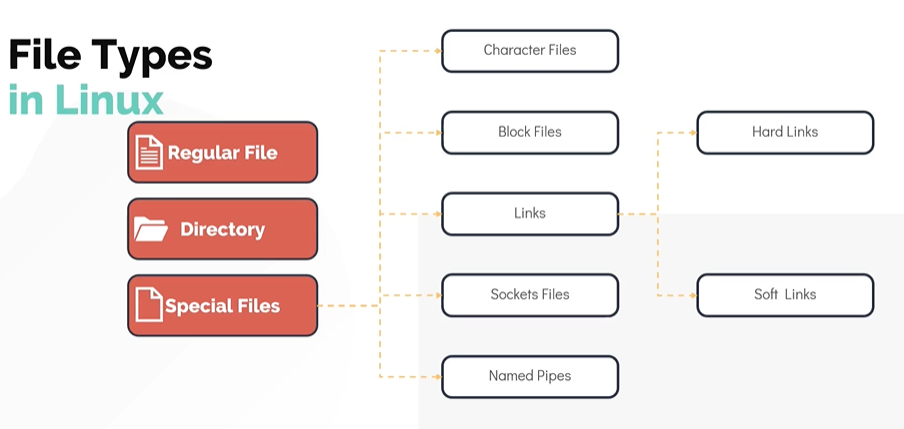 File Types
in Linux
Regular File
Directory
Special Files
Character Files
Block Files
Links
Sockets Files
Named Pipes
Hard Links
Soft Links